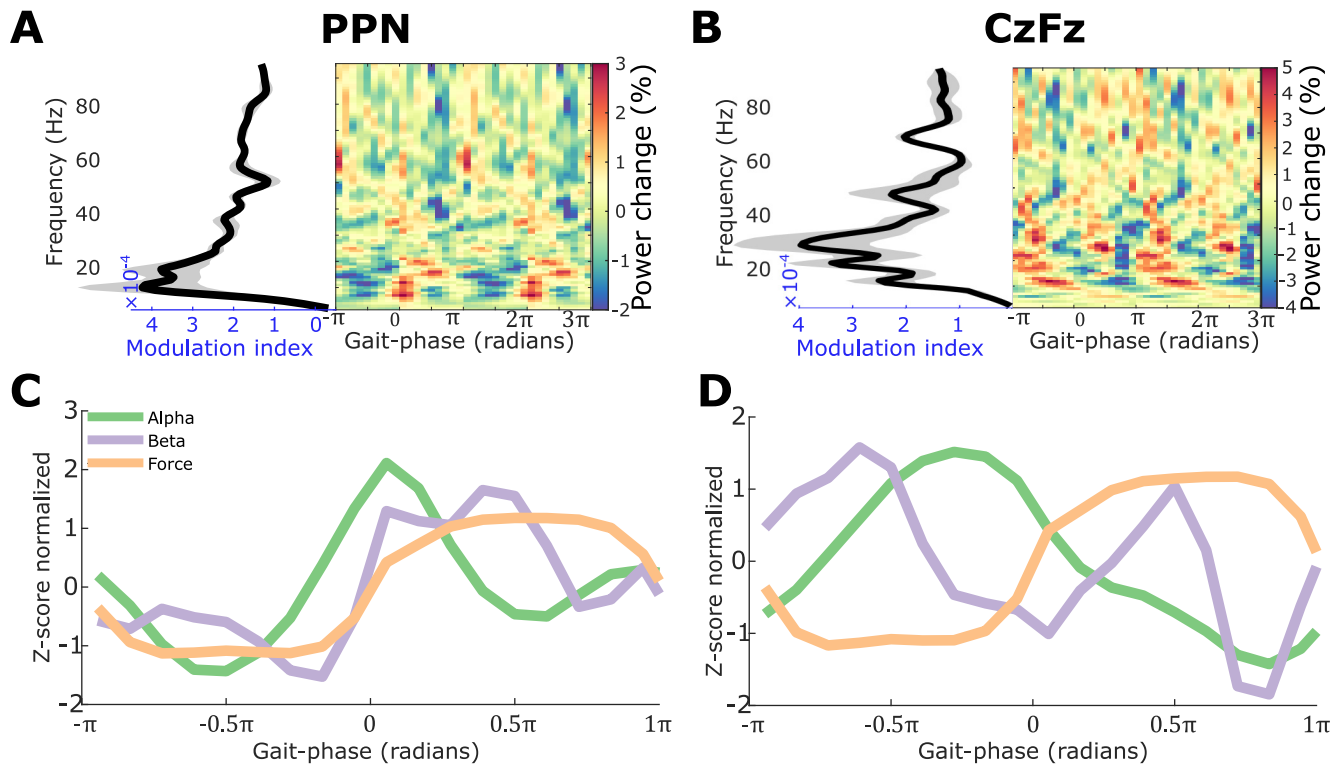 A
PPN
B
CzFz
Frequency (Hz)
80
60
40
20
×10⁻⁴
4
3
2
1
0
Modulation index
-π
0
π
2π
3π
Gait-phase (radians)
3
2
1
0
-1
-2
Power change (%)
Frequency (Hz)
80
60
40
20
×10⁻⁴
4
3
2
1
Modulation index
-π
0
π
2π
3π
Gait-phase (radians)
5
4
3
2
1
0
-1
-2
-3
-4
Power change (%)
C
Alpha
Beta
Force
Z-score normalized
3
2
1
0
-1
-2
-π
-0.5π
0
0.5π
1π
Gait-phase (radians)
D
Z-score normalized
2
1
0
-1
-2
-π
-0.5π
0
0.5π
1π
Gait-phase (radians)